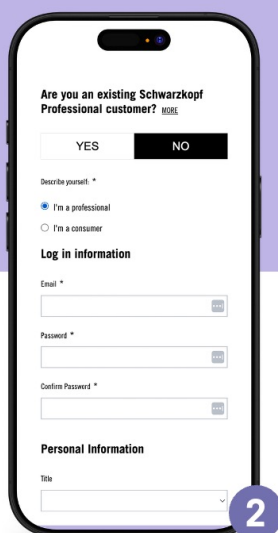 Are you an existing Schwarzkopf
Professional customer? MORE
YES NO
Describe yourself: *
I'm a professional
I'm a consumer
Log in information
Email *
Password *
Confirm Password *
Personal Information
Title
2